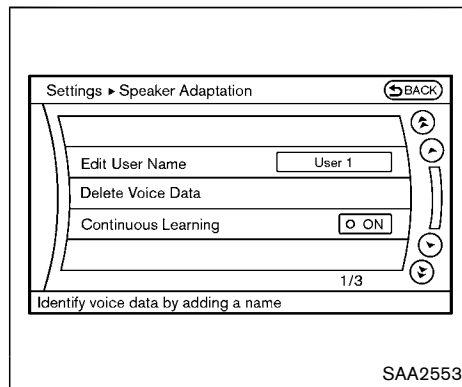 Settings ▸ Speaker Adaptation BACK
Edit User Name User 1
Delete Voice Data
Continuous Learning ON
1/3
Identify voice data by adding a name
SAA2553